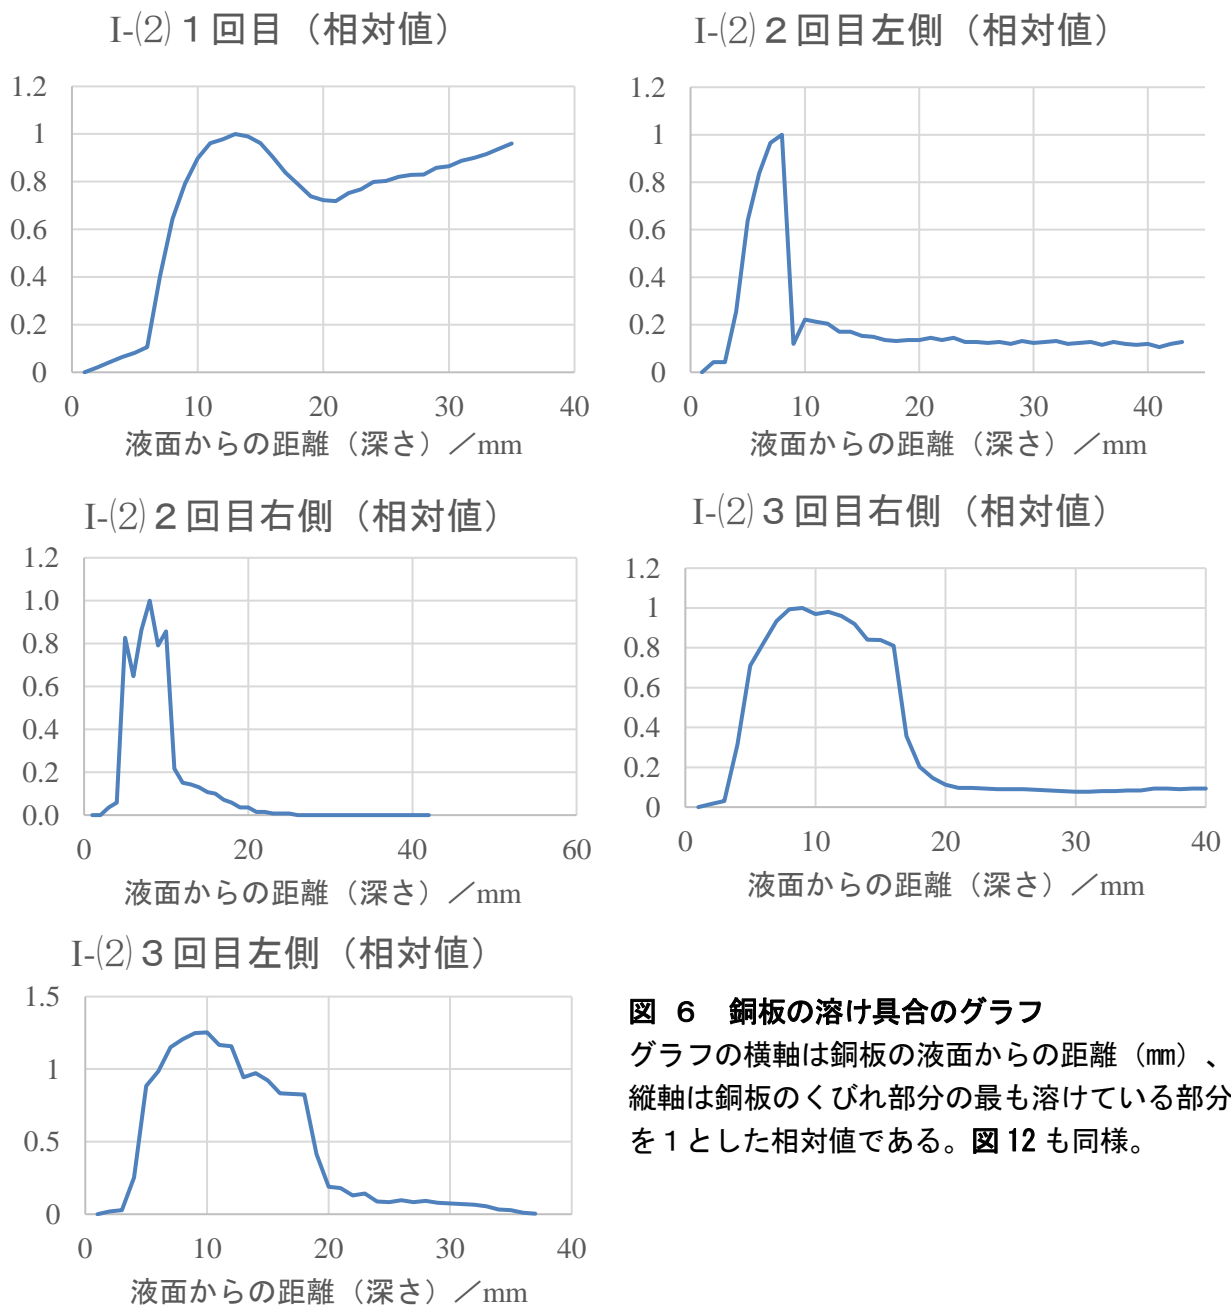 I-(2)１回目（相対値）
1.2
1
0.8
0.6
0.4
0.2
0
0 10 20 30 40
液面からの距離（深さ）／mm
I-(2)２回目左側（相対値）
1.2
1
0.8
0.6
0.4
0.2
0
0 10 20 30 40
液面からの距離（深さ）／mm
I-(2)２回目右側（相対値）
1.2
1.0
0.8
0.6
0.4
0.2
0.0
0 20 40 60
液面からの距離（深さ）／mm
I-(2)３回目右側（相対値）
1.2
1
0.8
0.6
0.4
0.2
0
0 10 20 30 40
液面からの距離（深さ）／mm
I-(2)３回目左側（相対値）
1.5
1
0.5
0
0 10 20 30 40
液面からの距離（深さ）／mm
図 6　銅板の溶け具合のグラフ
グラフの横軸は銅板の液面からの距離（㎜）、
縦軸は銅板のくびれ部分の最も溶けている部分
を１とした相対値である。図 12 も同様。